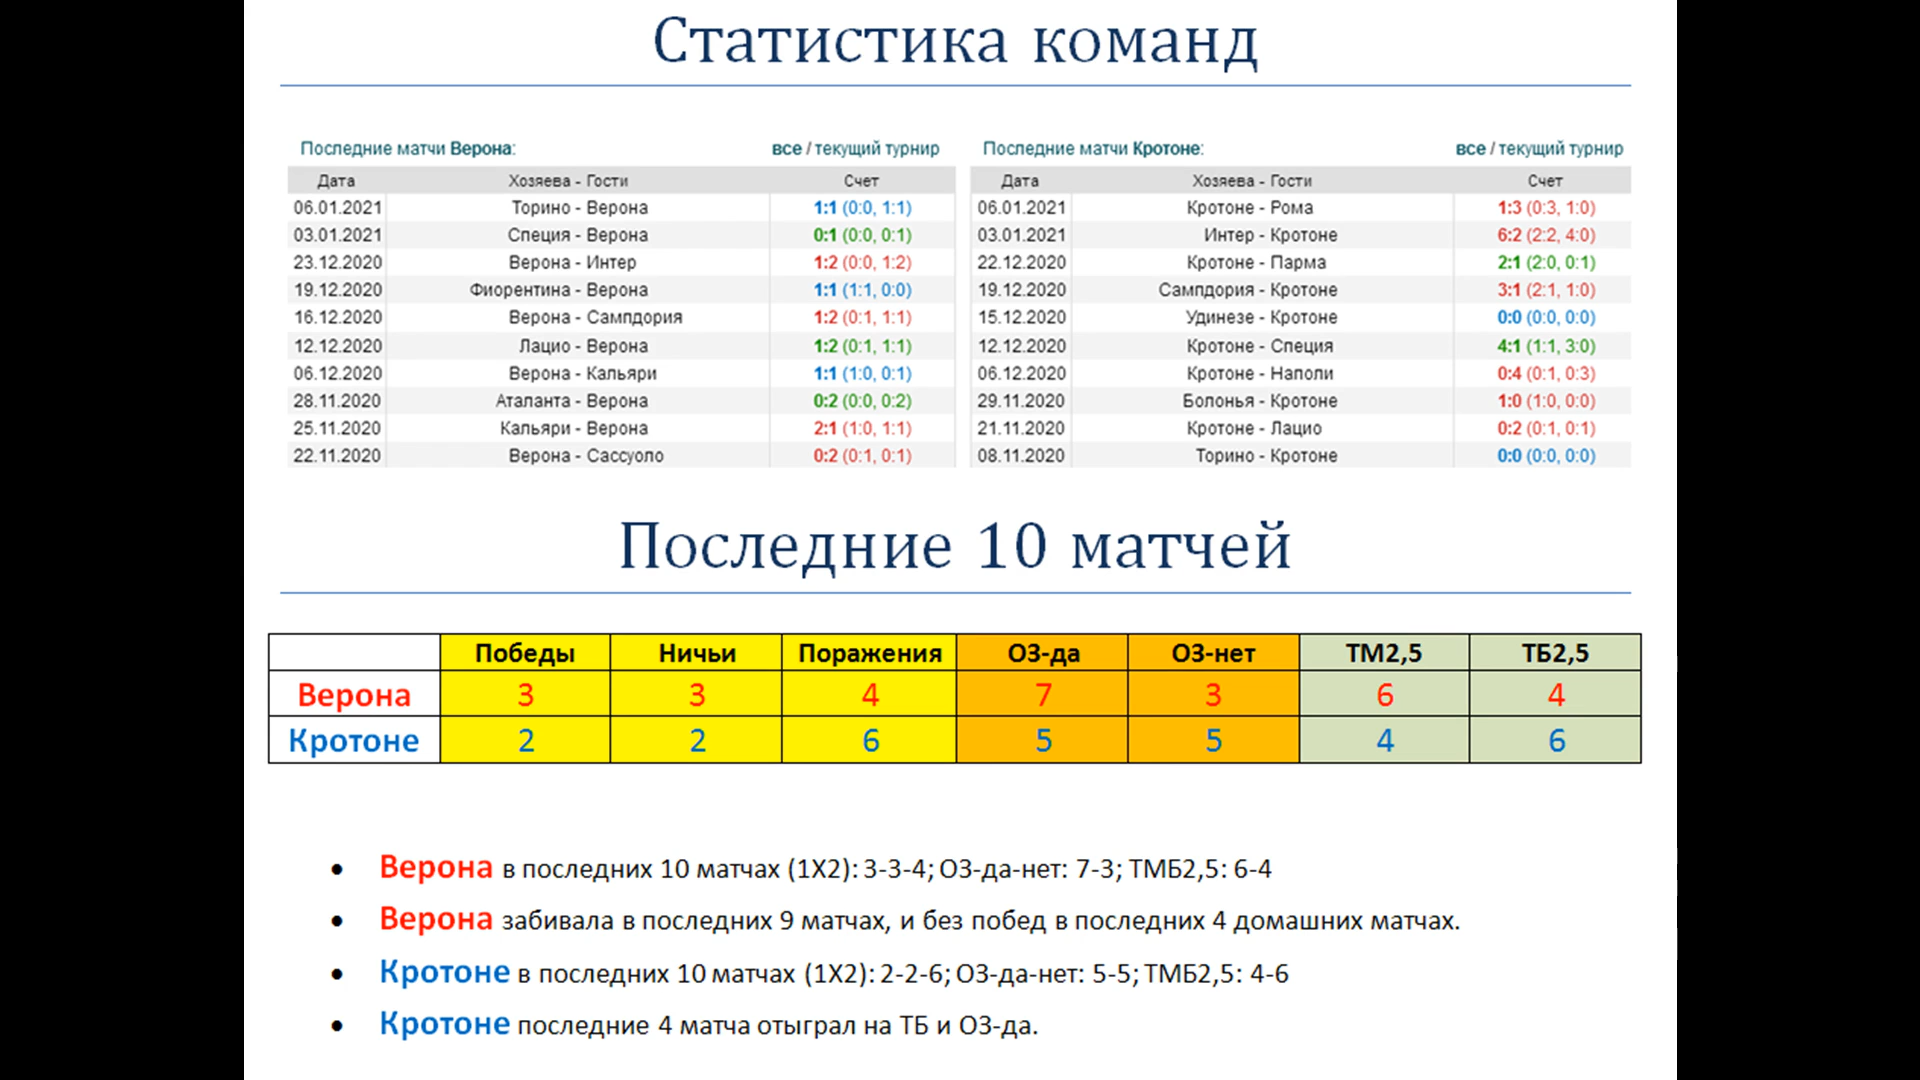 Статистика команд
Последние матчи Верона: все / текущий турнир
Дата Хозяева - Гости Счет
06.01.2021 Торино - Верона 1:1 (0:0, 1:1)
03.01.2021 Специя - Верона 0:1 (0:0, 0:1)
23.12.2020 Верона - Интер 1:2 (0:0, 1:2)
19.12.2020 Фиорентина - Верона 1:1 (1:1, 0:0)
16.12.2020 Верона - Сампдория 1:2 (0:1, 1:1)
12.12.2020 Лацио - Верона 1:2 (0:1, 1:1)
06.12.2020 Верона - Кальяри 1:1 (1:0, 0:1)
28.11.2020 Аталанта - Верона 0:2 (0:0, 0:2)
25.11.2020 Кальяри - Верона 2:1 (1:0, 1:1)
22.11.2020 Верона - Сассуоло 0:2 (0:1, 0:1)
Последние матчи Кротоне: все / текущий турнир
Дата Хозяева - Гости Счет
06.01.2021 Кротоне - Рома 1:3 (0:3, 1:0)
03.01.2021 Интер - Кротоне 6:2 (2:2, 4:0)
22.12.2020 Кротоне - Парма 2:1 (2:0, 0:1)
19.12.2020 Сампдория - Кротоне 3:1 (2:1, 1:0)
15.12.2020 Удинезе - Кротоне 0:0 (0:0, 0:0)
12.12.2020 Кротоне - Специя 4:1 (1:1, 3:0)
06.12.2020 Кротоне - Наполи 0:4 (0:1, 0:3)
29.11.2020 Болонья - Кротоне 1:0 (1:0, 0:0)
21.11.2020 Кротоне - Лацио 0:2 (0:1, 0:1)
08.11.2020 Торино - Кротоне 0:0 (0:0, 0:0)
Последние 10 матчей
Победы Ничьи Поражения ОЗ-да ОЗ-нет ТМ2,5 ТБ2,5
Верона 3 3 4 7 3 6 4
Кротоне 2 2 6 5 5 4 6
• Верона в последних 10 матчах (1Х2): 3-3-4; ОЗ-да-нет: 7-3; ТМБ2,5: 6-4
• Верона забивала в последних 9 матчах, и без побед в последних 4 домашних матчах.
• Кротоне в последних 10 матчах (1Х2): 2-2-6; ОЗ-да-нет: 5-5; ТМБ2,5: 4-6
• Кротоне последние 4 матча отыграл на ТБ и ОЗ-да.